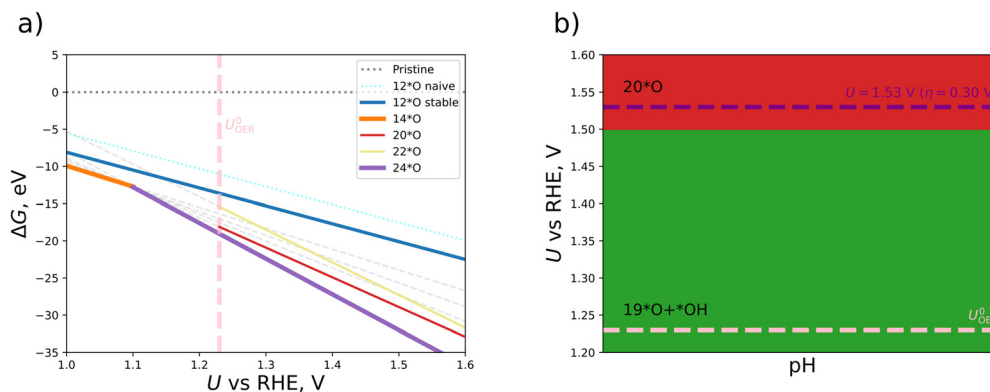 a)
ΔG, eV
5
0
−5
−10
−15
−20
−25
−30
−35
1.0
1.1
1.2
1.3
1.4
1.5
1.6
U vs RHE, V
U⁰OER
Pristine
12*O naive
12*O stable
14*O
20*O
22*O
24*O
b)
U vs RHE, V
1.60
1.55
1.50
1.45
1.40
1.35
1.30
1.25
1.20
20*O
U = 1.53 V (η = 0.30 V
19*O+*OH
U⁰OE
pH